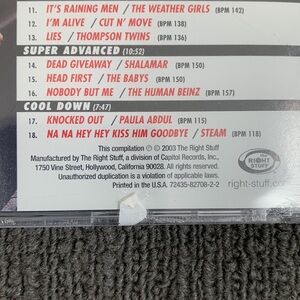 11. IT'S RAINING MEN / THE WEATHER GIRLS (BPM 142)
12. I'M ALIVE / CUT N' MOVE (BPM 138)
13. LIES / THOMPSON TWINS (BPM 136)
SUPER ADVANCED (10:52)
14. DEAD GIVEAWAY / SHALAMAR (BPM 150)
15. HEAD FIRST / THE BABYS (BPM 150)
16. NOBODY BUT ME / THE HUMAN BEINZ (BPM 157)
COOL DOWN (7:47)
17. KNOCKED OUT / PAULA ABDUL (BPM 115)
18. NA NA HEY HEY KISS HIM GOODBYE / STEAM (BPM 118)
This compilation ℗ © 2003 The Right Stuff
Manufactured by The Right Stuff, a division of Capitol Records, Inc.,
1750 Vine Street, Hollywood, California 90028. All rights reserved.
Unauthorized duplication is a violation of applicable laws.
Printed in the U.S.A. 72435-82708-2-2
THE
RIGHT
STUFF
right-stuff.co